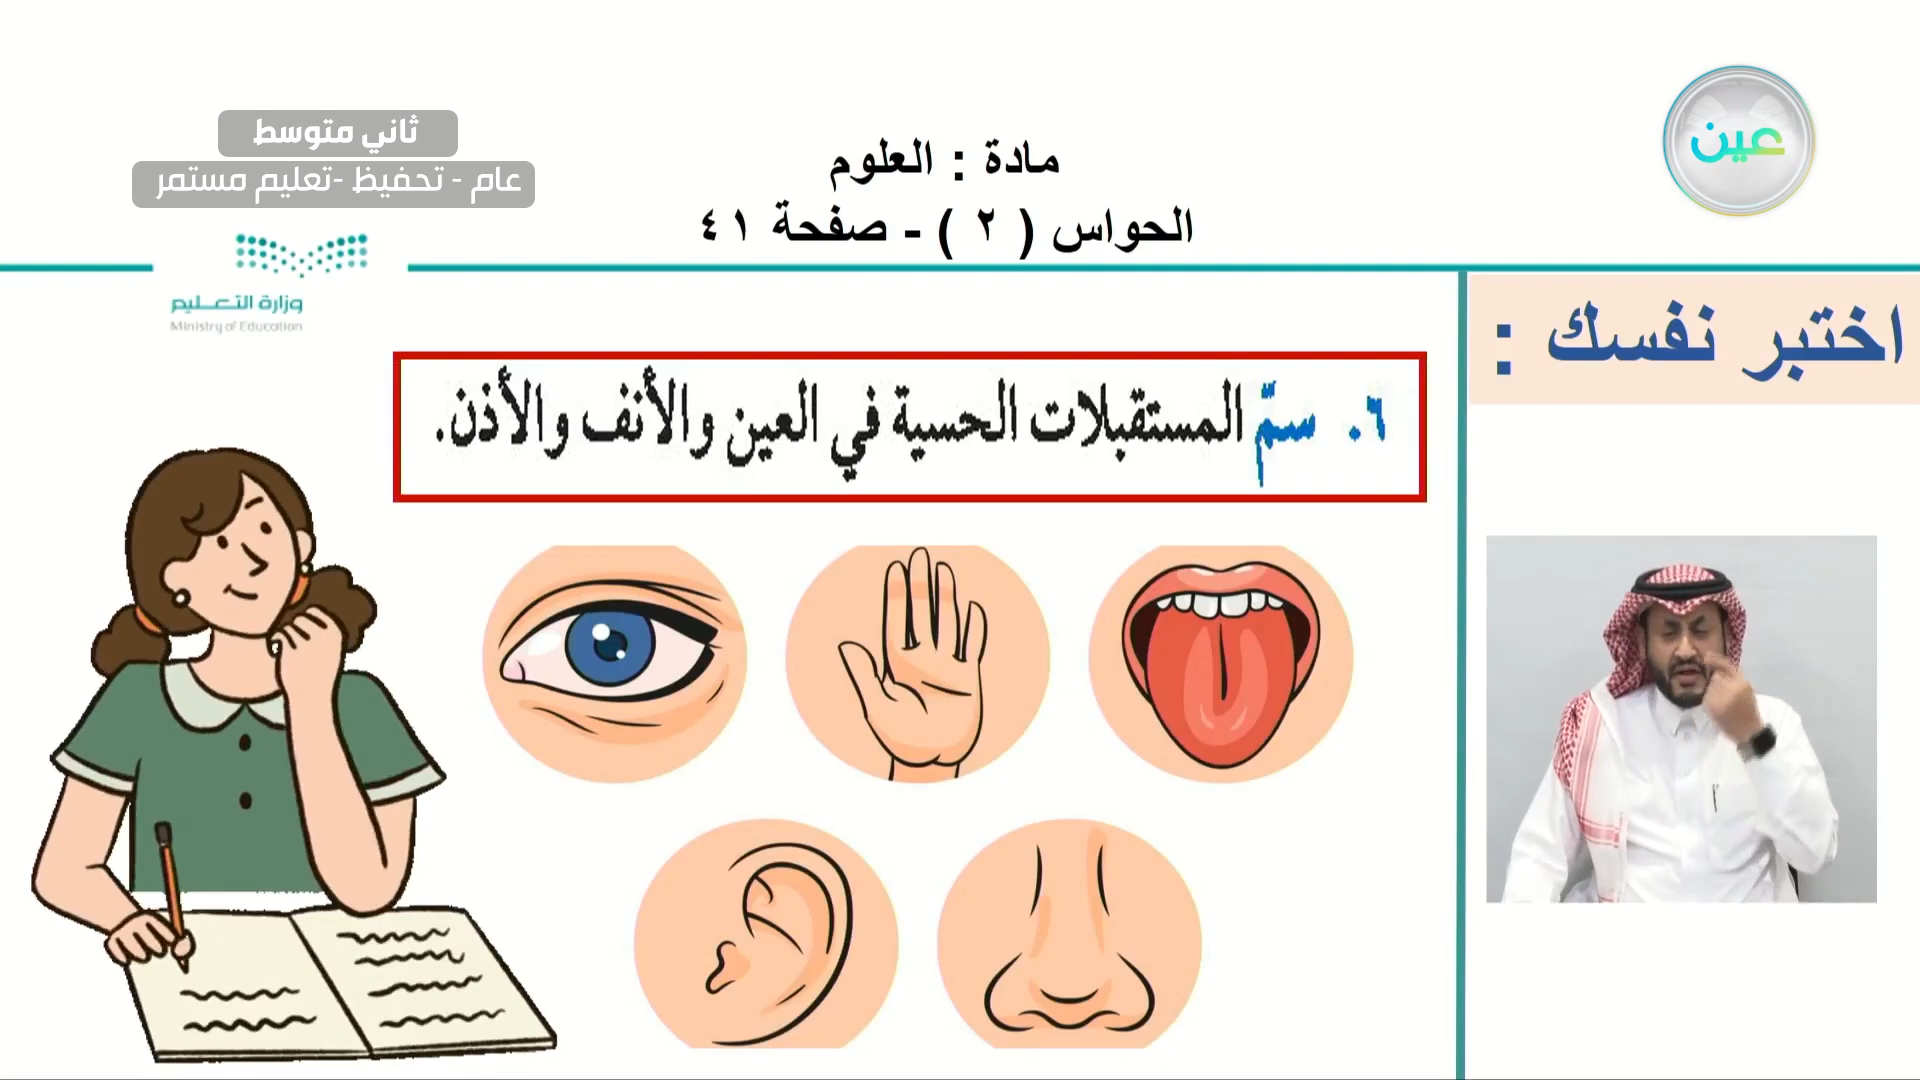 عين
ثاني متوسط
عام - تحفيظ -تعليم مستمر
مادة : العلوم
الحواس ( ٢ ) - صفحة ٤١
وزارة التعليم
Ministry of Education
اختبر نفسك :
٦. سمّ المستقبلات الحسية في العين والأنف والأذن.